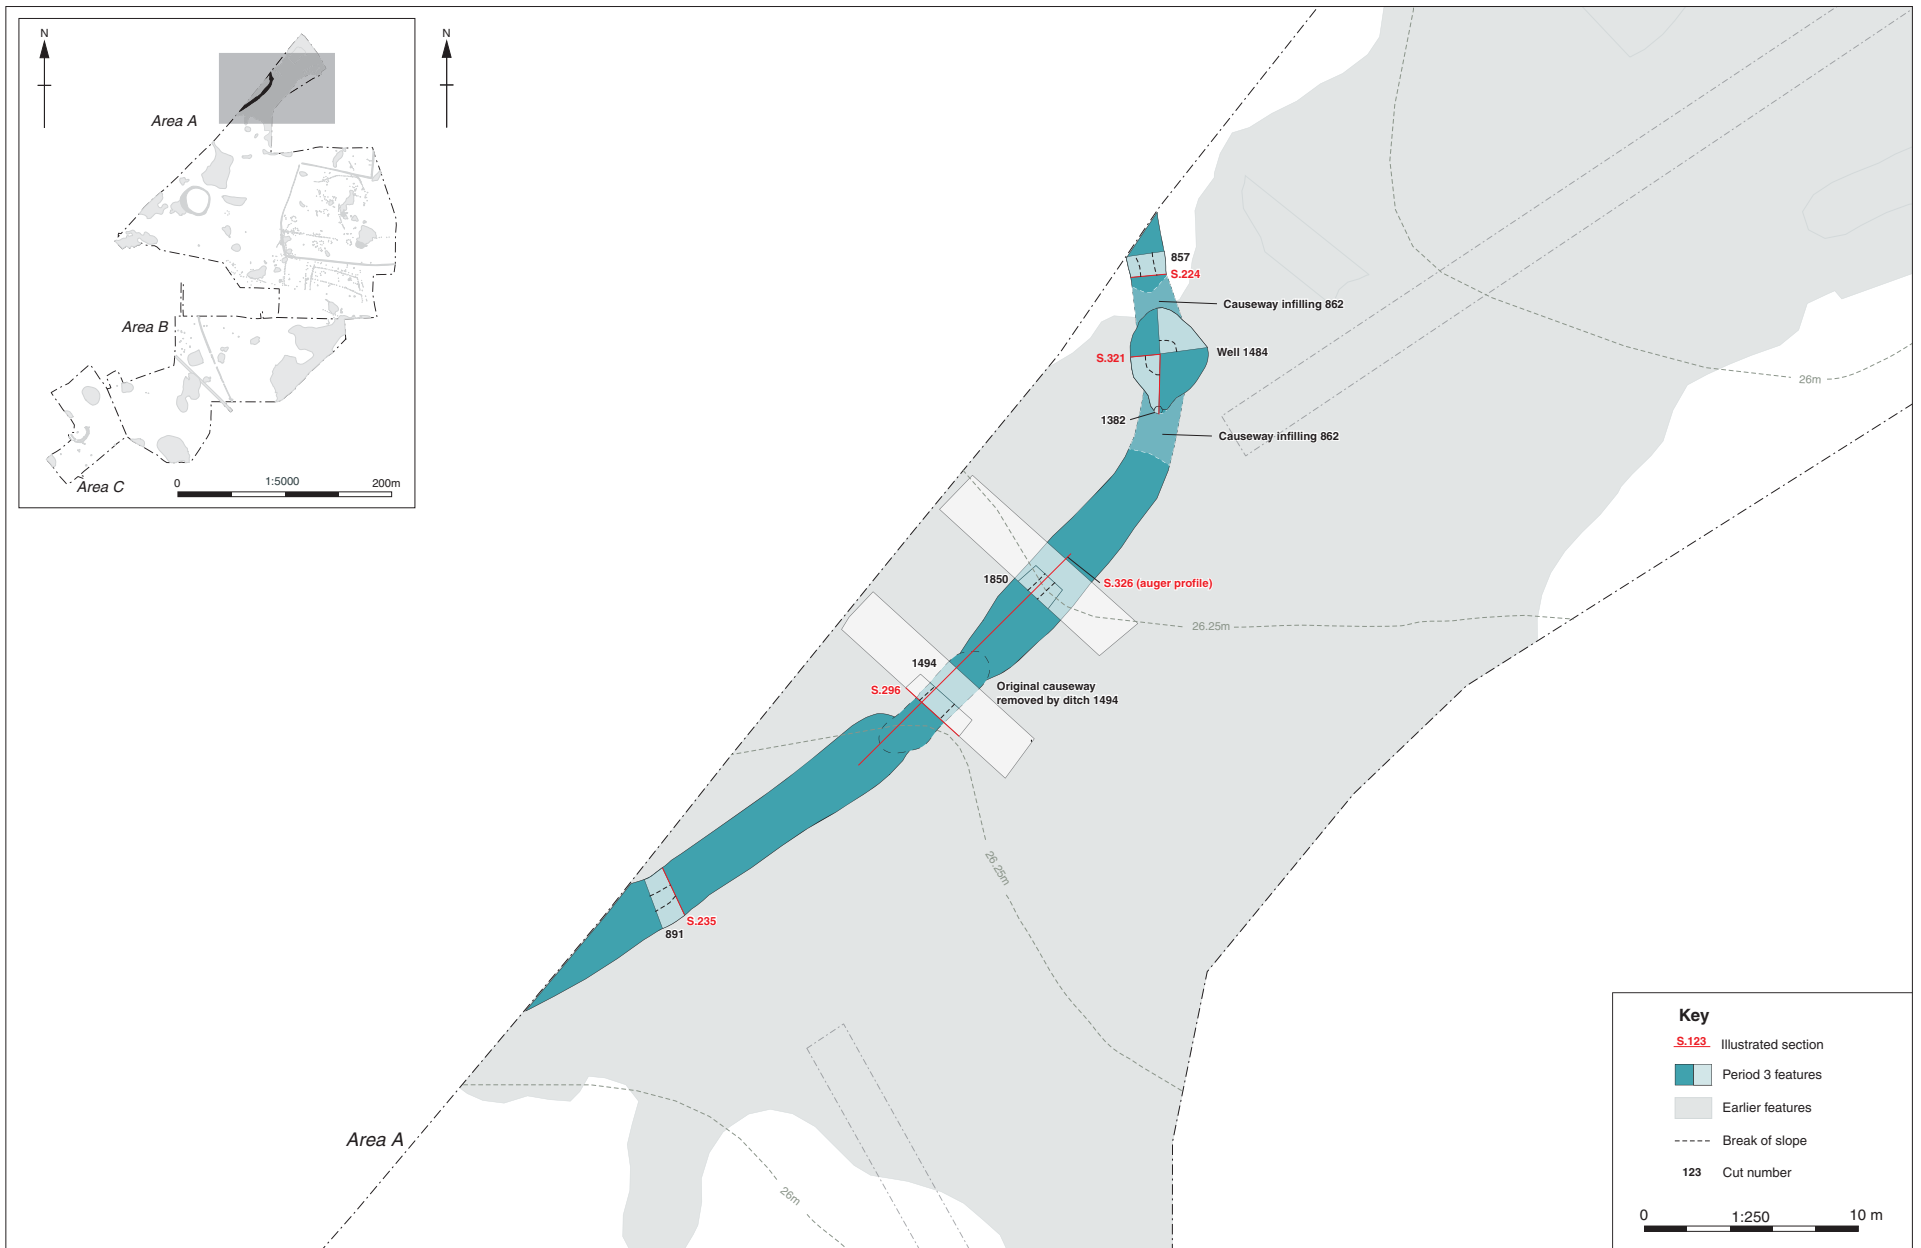 N
Area A
Area B
Area C
0 1:5000 200m
N
857
S.224
Causeway infilling 862
S.321
Well 1484
1382
Causeway infilling 862
26m
1850
S.326 (auger profile)
26.25m
1494
S.296
Original causeway
removed by ditch 1494
26.25m
S.235
891
Area A
26m
Key
S.123 Illustrated section
Period 3 features
Earlier features
Break of slope
123 Cut number
0 1:250 10 m